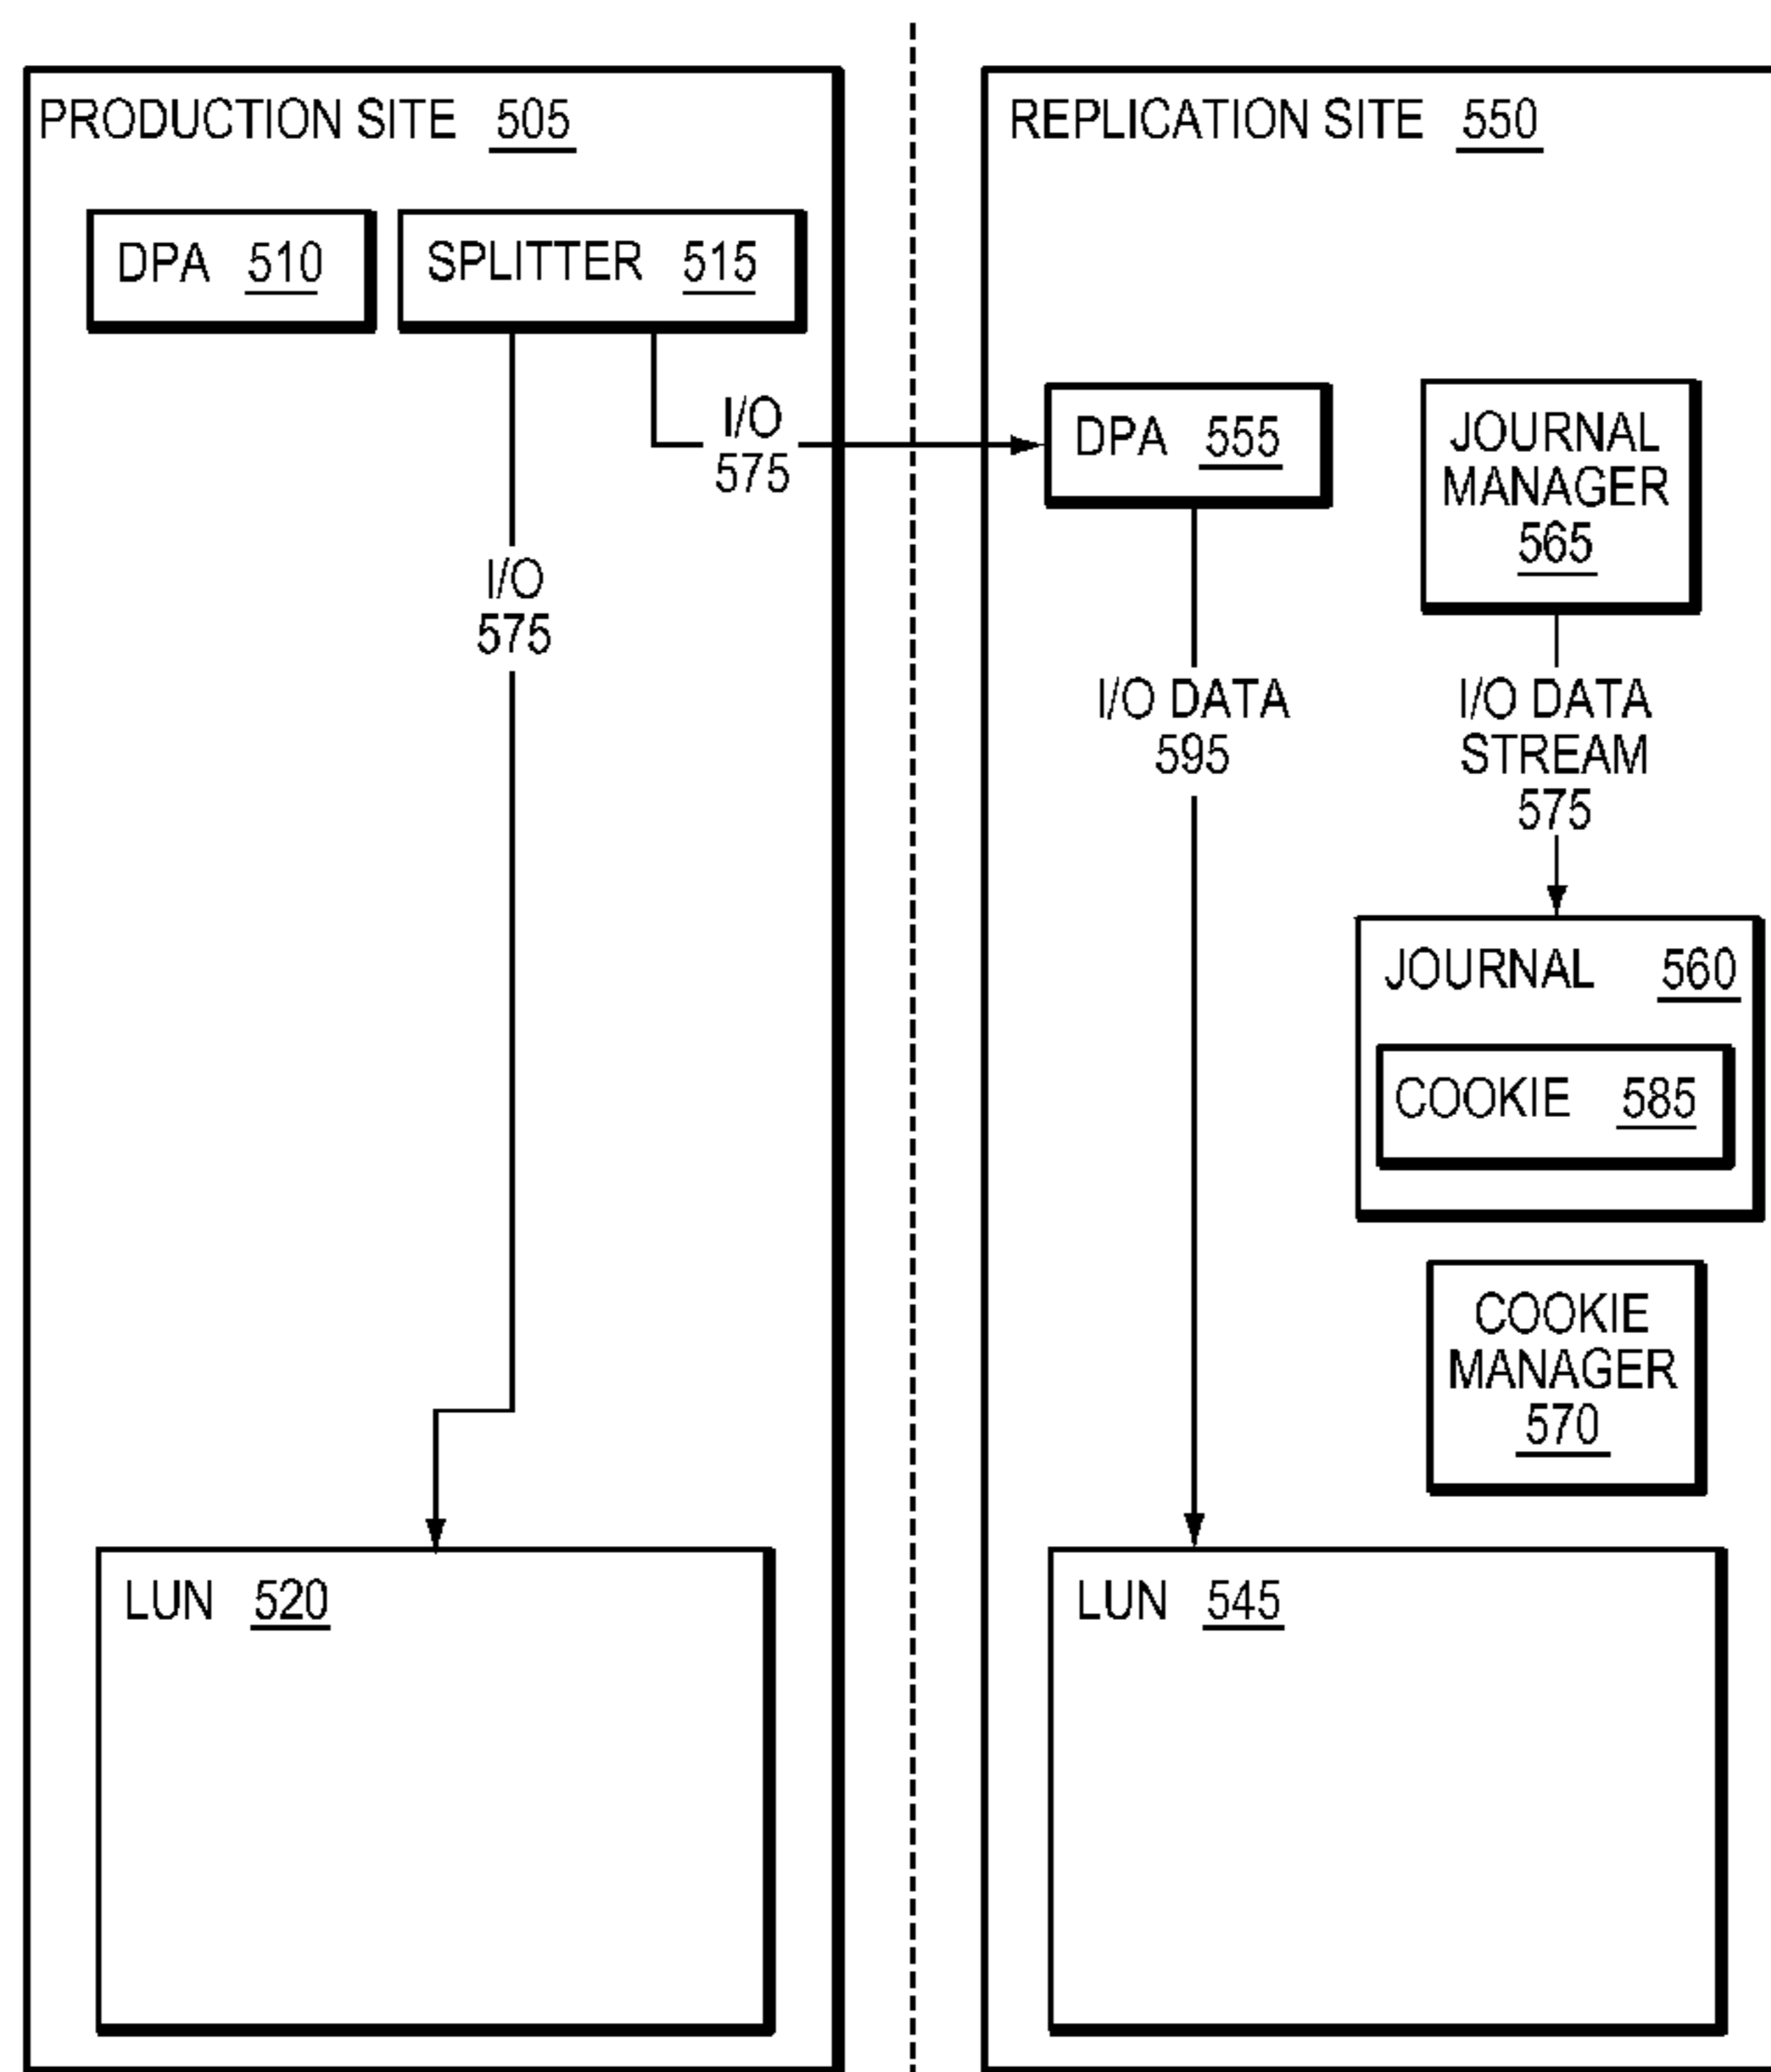 PRODUCTION SITE 505
DPA 510
SPLITTER 515
I/O
575
I/O
575
LUN 520
REPLICATION SITE 550
DPA 555
JOURNAL
MANAGER
565
I/O DATA
595
I/O DATA
STREAM
575
JOURNAL 560
COOKIE 585
COOKIE
MANAGER
570
LUN 545